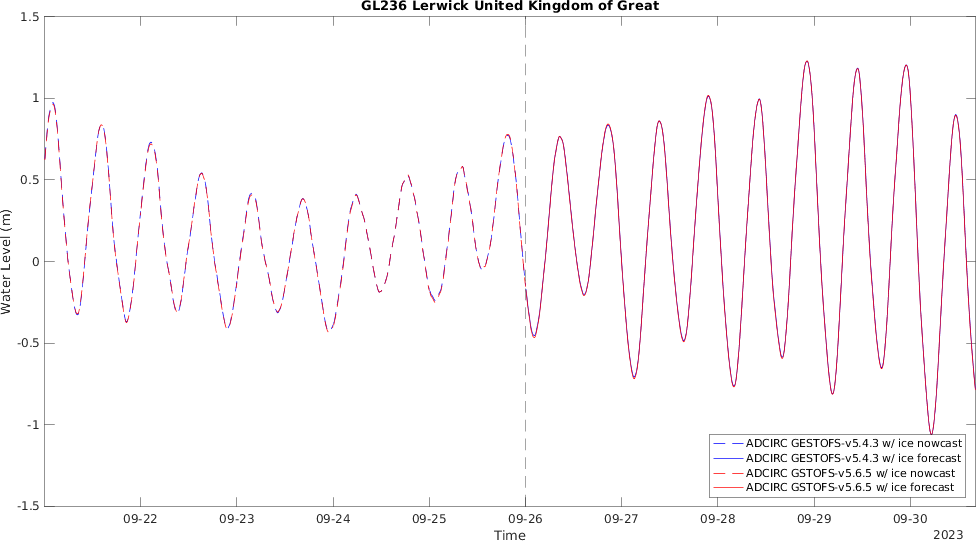 GL236 Lerwick United Kingdom of Great
1.5
1
0.5
0
-0.5
-1
-1.5
Water Level (m)
ADCIRC GESTOFS-v5.4.3 w/ ice nowcast
ADCIRC GESTOFS-v5.4.3 w/ ice forecast
ADCIRC GSTOFS-v5.6.5 w/ ice nowcast
ADCIRC GSTOFS-v5.6.5 w/ ice forecast
09-22 09-23 09-24 09-25 09-26 09-27 09-28 09-29 09-30
Time
2023